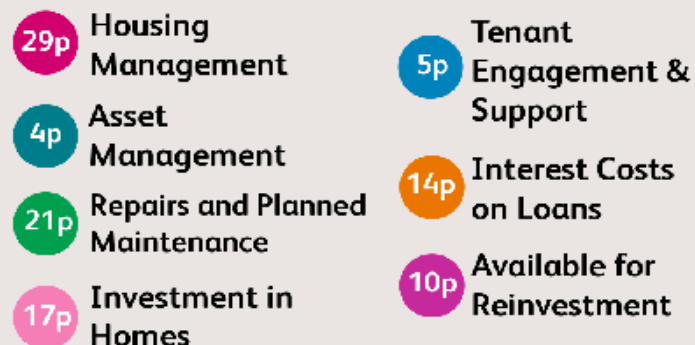 29p
Housing
Management
4p
Asset
Management
21p
Repairs and Planned
Maintenance
17p
Investment in
Homes
5p
Tenant
Engagement &
Support
14p
Interest Costs
on Loans
10p
Available for
Reinvestment